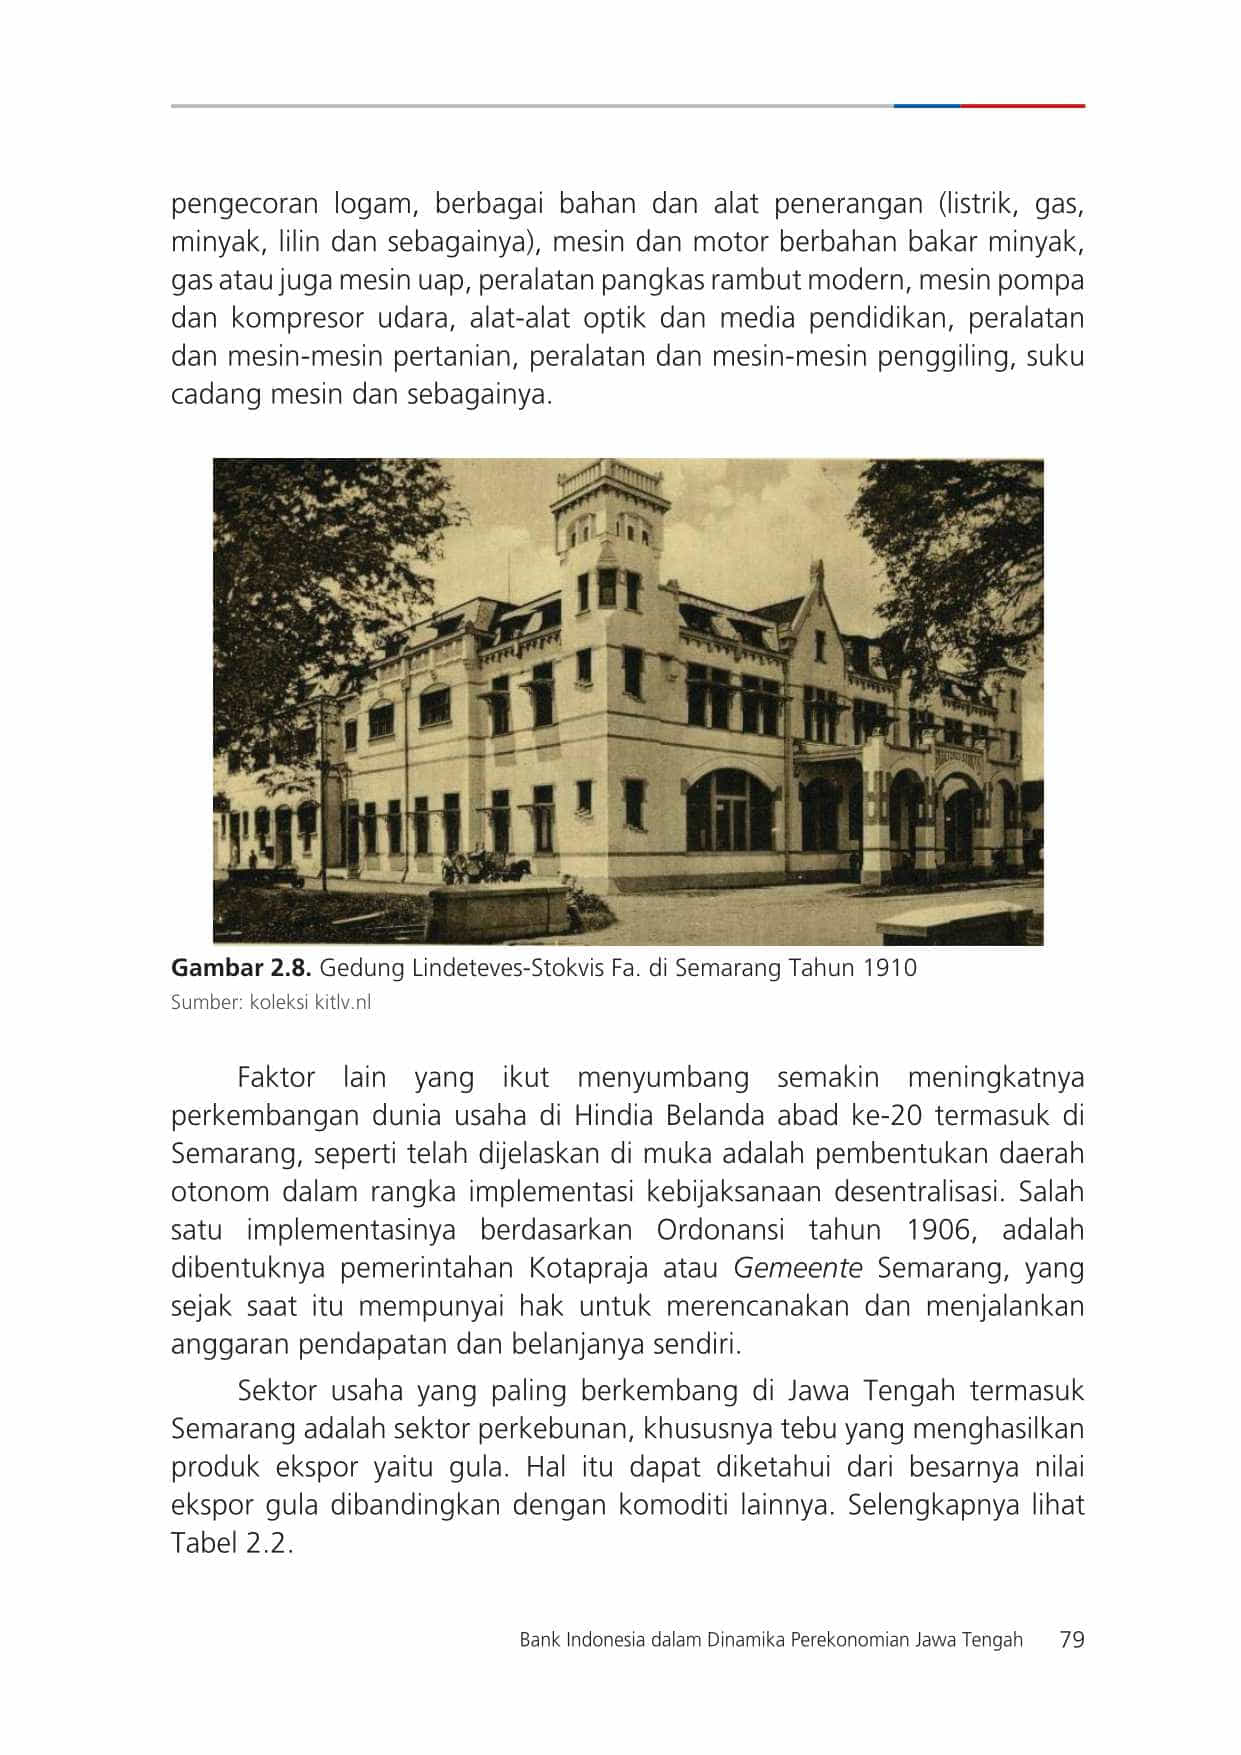 pengecoran logam, berbagai bahan dan alat penerangan (listrik, gas,
minyak, lilin dan sebagainya), mesin dan motor berbahan bakar minyak,
gas atau juga mesin uap, peralatan pangkas rambut modern, mesin pompa
dan kompresor udara, alat-alat optik dan media pendidikan, peralatan
dan mesin-mesin pertanian, peralatan dan mesin-mesin penggiling, suku
cadang mesin dan sebagainya.
Gambar 2.8. Gedung Lindeteves-Stokvis Fa. di Semarang Tahun 1910
Sumber: koleksi kitlv.nl
Faktor lain yang ikut menyumbang semakin meningkatnya
perkembangan dunia usaha di Hindia Belanda abad ke-20 termasuk di
Semarang, seperti telah dijelaskan di muka adalah pembentukan daerah
otonom dalam rangka implementasi kebijaksanaan desentralisasi. Salah
satu implementasinya berdasarkan Ordonansi tahun 1906, adalah
dibentuknya pemerintahan Kotapraja atau Gemeente Semarang, yang
sejak saat itu mempunyai hak untuk merencanakan dan menjalankan
anggaran pendapatan dan belanjanya sendiri.
Sektor usaha yang paling berkembang di Jawa Tengah termasuk
Semarang adalah sektor perkebunan, khususnya tebu yang menghasilkan
produk ekspor yaitu gula. Hal itu dapat diketahui dari besarnya nilai
ekspor gula dibandingkan dengan komoditi lainnya. Selengkapnya lihat
Tabel 2.2.
Bank Indonesia dalam Dinamika Perekonomian Jawa Tengah 79